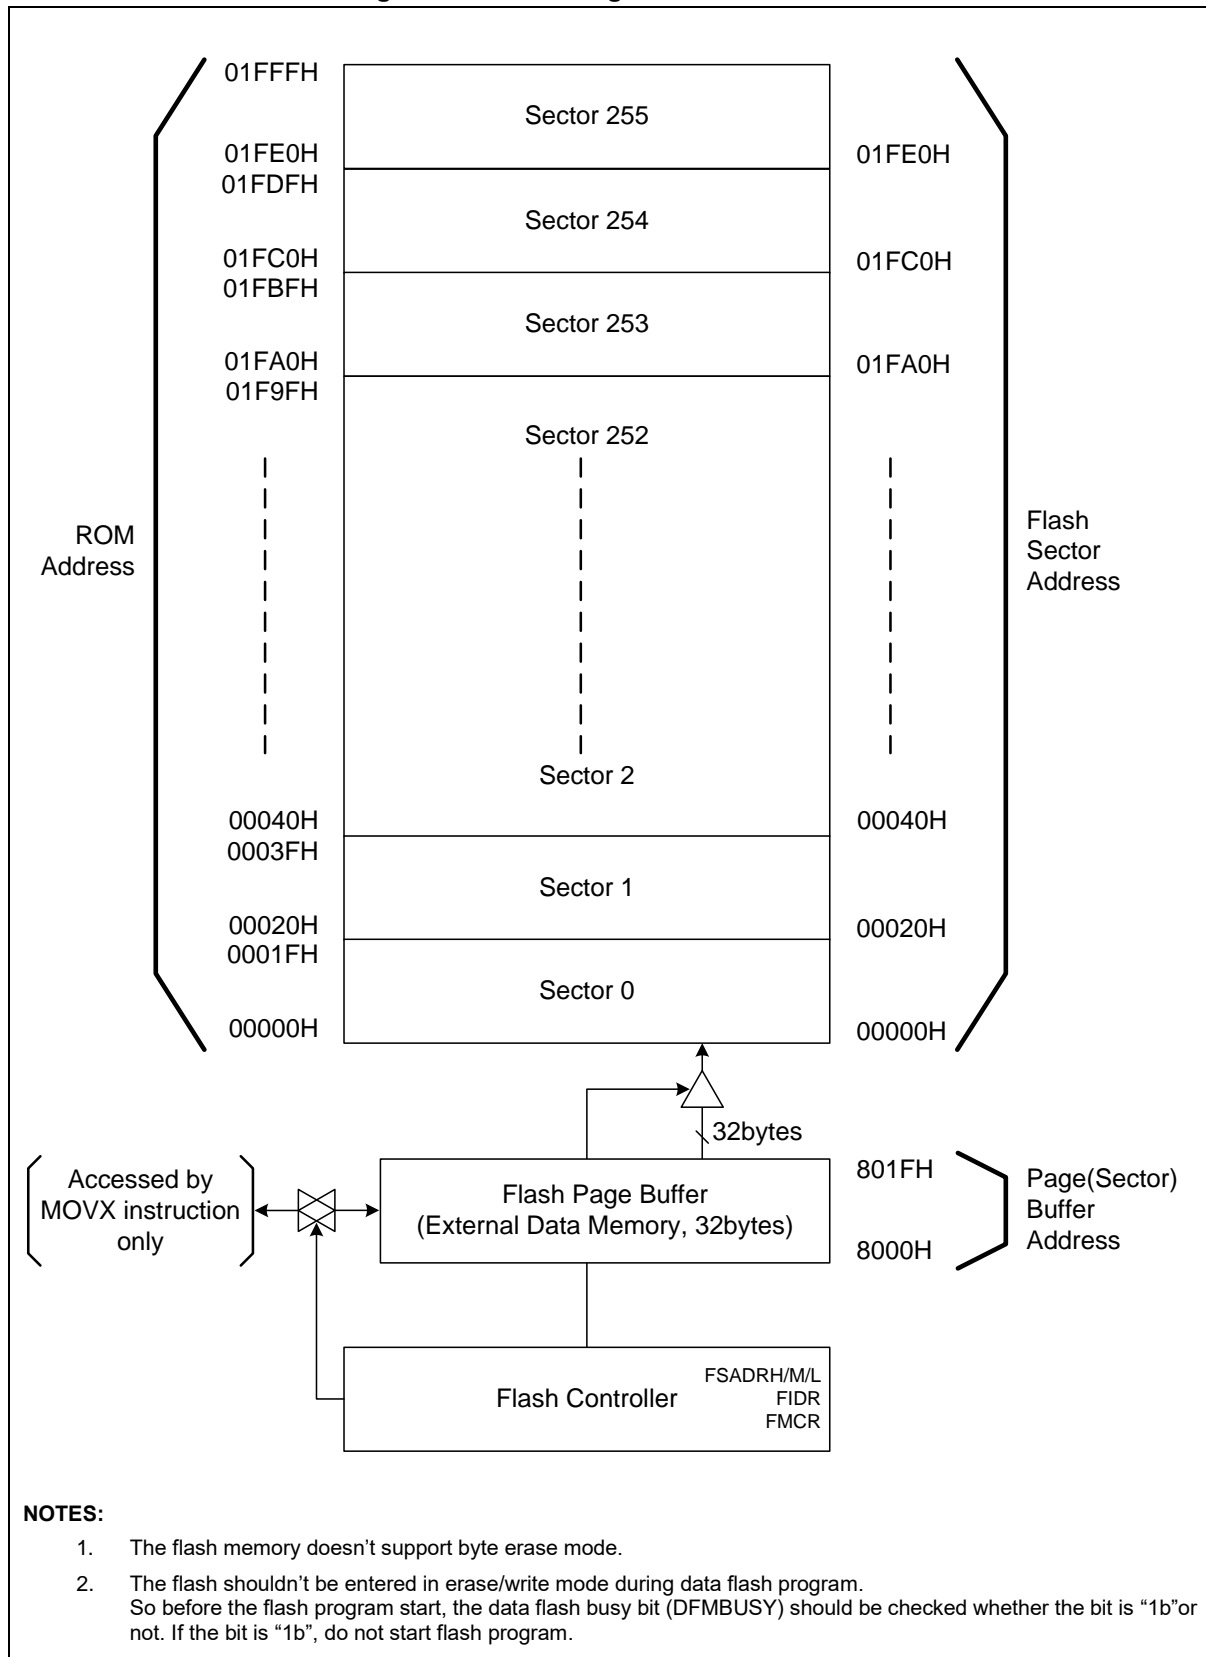 01FFFH
Sector 255
01FE0H
01FE0H
01FDFH
Sector 254
01FC0H
01FC0H
01FBFH
Sector 253
01FA0H
01FA0H
01F9FH
Sector 252
ROM
Address
Flash
Sector
Address
Sector 2
00040H
00040H
0003FH
Sector 1
00020H
00020H
0001FH
Sector 0
00000H
00000H
32bytes
Accessed by
MOVX instruction
only
Flash Page Buffer
(External Data Memory, 32bytes)
801FH
8000H
Page(Sector)
Buffer
Address
Flash Controller
FSADRH/M/L
FIDR
FMCR
NOTES:
1. The flash memory doesn’t support byte erase mode.
2. The flash shouldn’t be entered in erase/write mode during data flash program.
So before the flash program start, the data flash busy bit (DFMBUSY) should be checked whether the bit is “1b”or
not. If the bit is “1b”, do not start flash program.